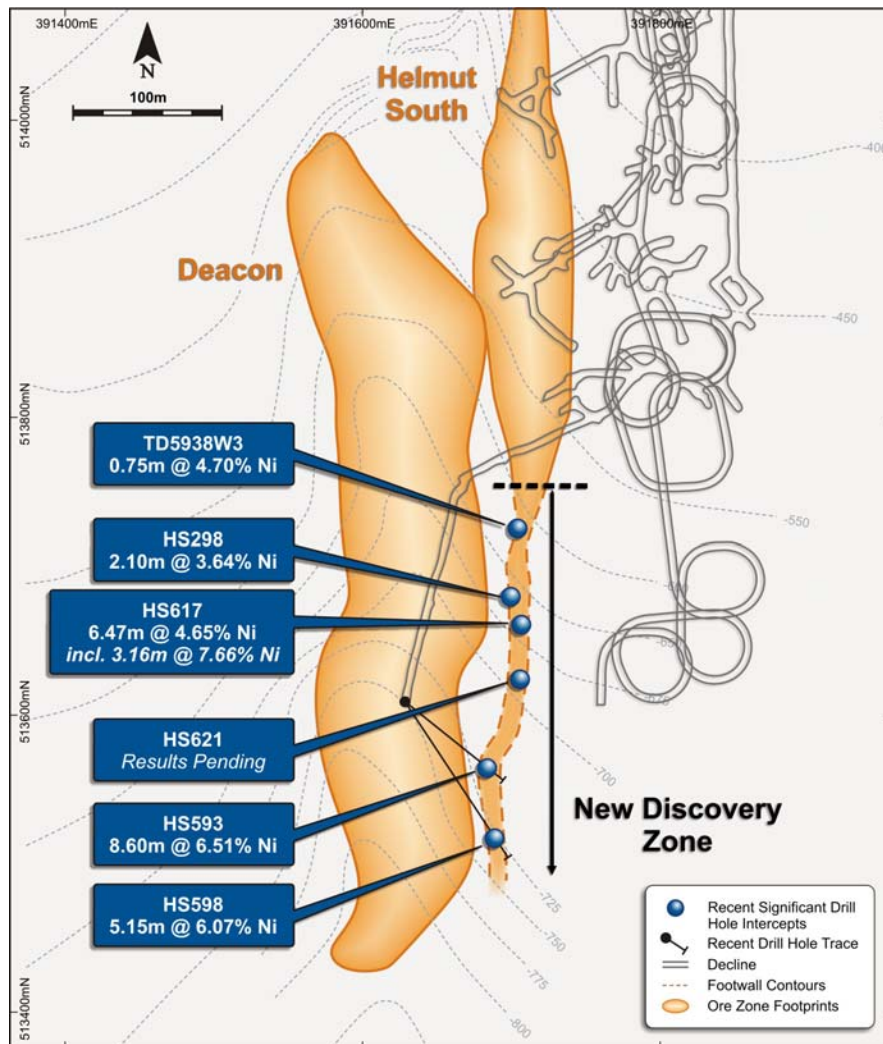 391400mE
391600mE
391800mE
N
100m
Helmut
South
514000mN
-400
Deacon
-450
513800mN
TD5938W3
0.75m @ 4.70% Ni
-550
HS298
2.10m @ 3.64% Ni
HS617
6.47m @ 4.65% Ni
incl. 3.16m @ 7.66% Ni
-675
513600mN
HS621
Results Pending
-700
New Discovery
Zone
HS593
8.60m @ 6.51% Ni
HS598
5.15m @ 6.07% Ni
-725
-750
-775
-800
513400mN
Recent Significant Drill
Hole Intercepts
Recent Drill Hole Trace
Decline
Footwall Contours
Ore Zone Footprints